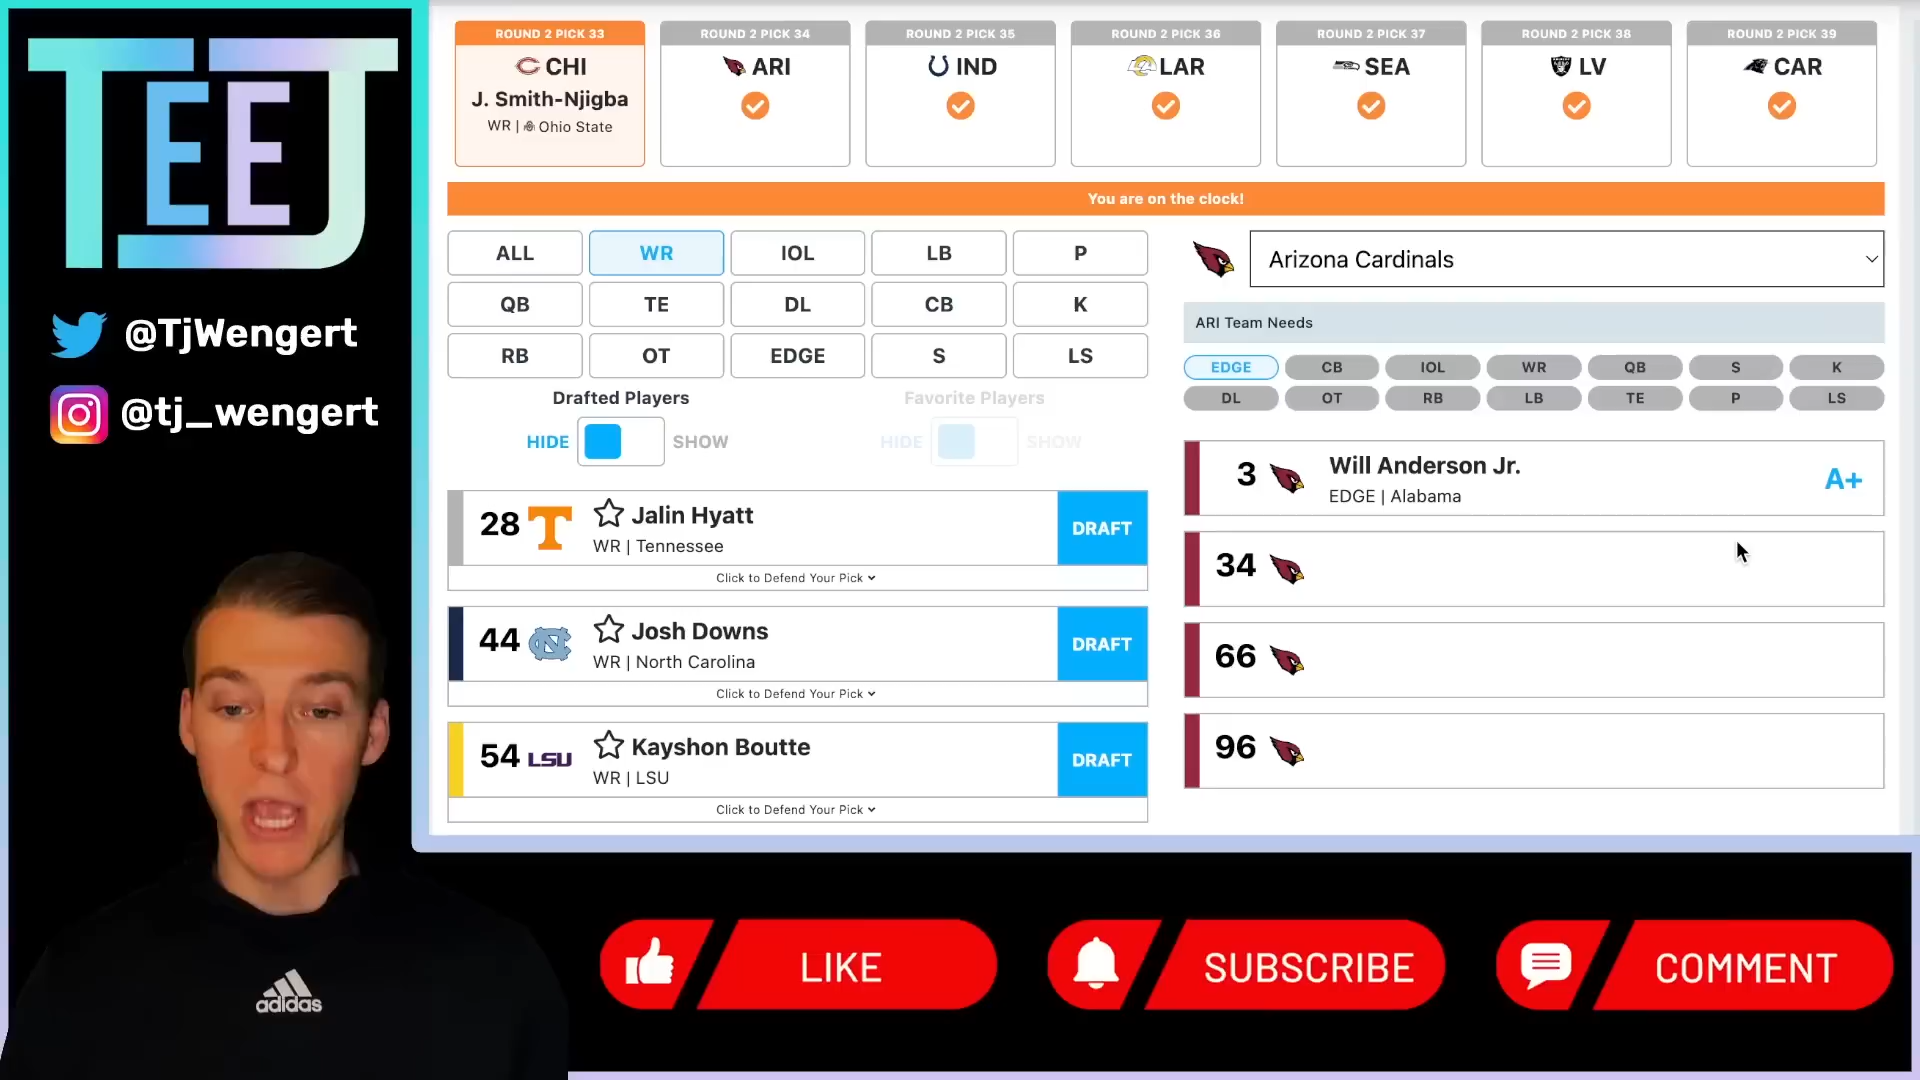 TEEJ
@TjWengert
@tj_wengert
adidas
ROUND 2 PICK 33
CHI
J. Smith-Njigba
WR | Ohio State
ROUND 2 PICK 34
ARI
ROUND 2 PICK 35
IND
ROUND 2 PICK 36
LAR
ROUND 2 PICK 37
SEA
ROUND 2 PICK 38
LV
ROUND 2 PICK 39
CAR
You are on the clock!
ALL WR IOL LB P
QB TE DL CB K
RB OT EDGE S LS
Drafted Players
HIDE SHOW
Favorite Players
HIDE SHOW
28 T Jalin Hyatt
WR | Tennessee
DRAFT
Click to Defend Your Pick
44 NC Josh Downs
WR | North Carolina
DRAFT
Click to Defend Your Pick
54 LSU Kayshon Boutte
WR | LSU
DRAFT
Click to Defend Your Pick
Arizona Cardinals
ARI Team Needs
EDGE CB IOL WR QB S K
DL OT RB LB TE P LS
3 Will Anderson Jr.
EDGE | Alabama
A+
34
66
96
LIKE
SUBSCRIBE
COMMENT